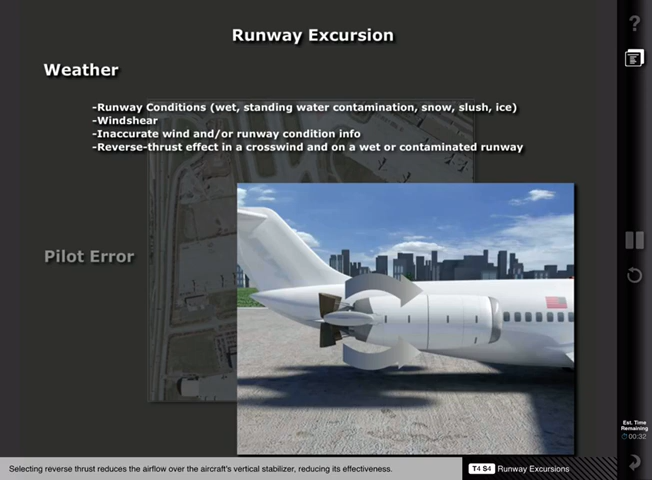 Runway Excursion
Weather
-Runway Conditions (wet, standing water contamination, snow, slush, ice)
-Windshear
-Inaccurate wind and/or runway condition info
-Reverse-thrust effect in a crosswind and on a wet or contaminated runway
Pilot Error
?
Est. Time
Remaining
00:32
Selecting reverse thrust reduces the airflow over the aircraft's vertical stabilizer, reducing its effectiveness.
T4 S4 Runway Excursions